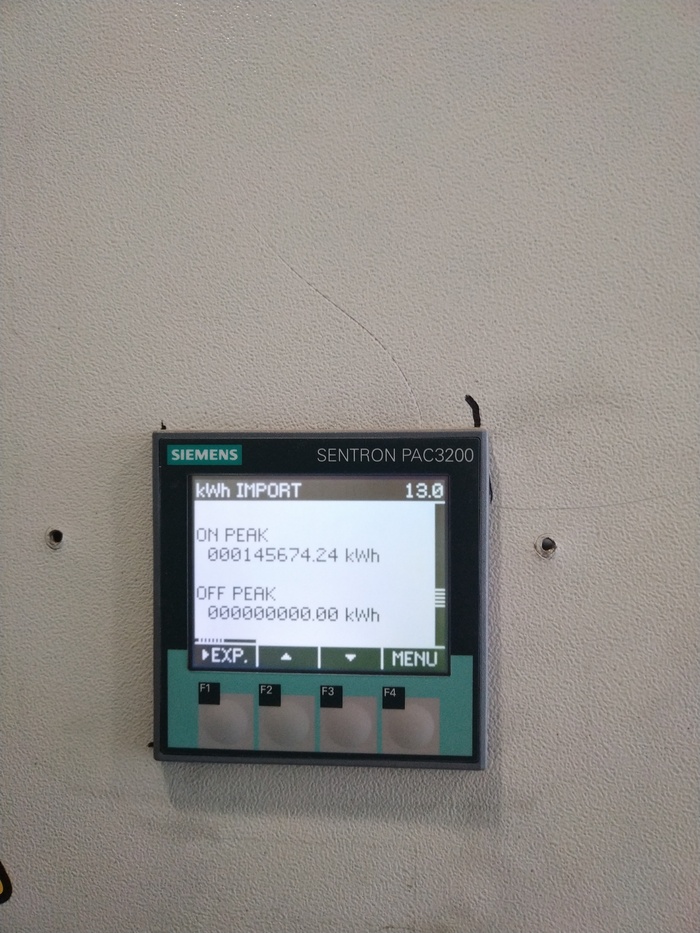 SIEMENS SENTRON PAC3200
kWh IMPORT 13.0
ON PEAK
000145674.24 kWh
OFF PEAK
000000000.00 kWh
EXP. MENU
F1 F2 F3 F4